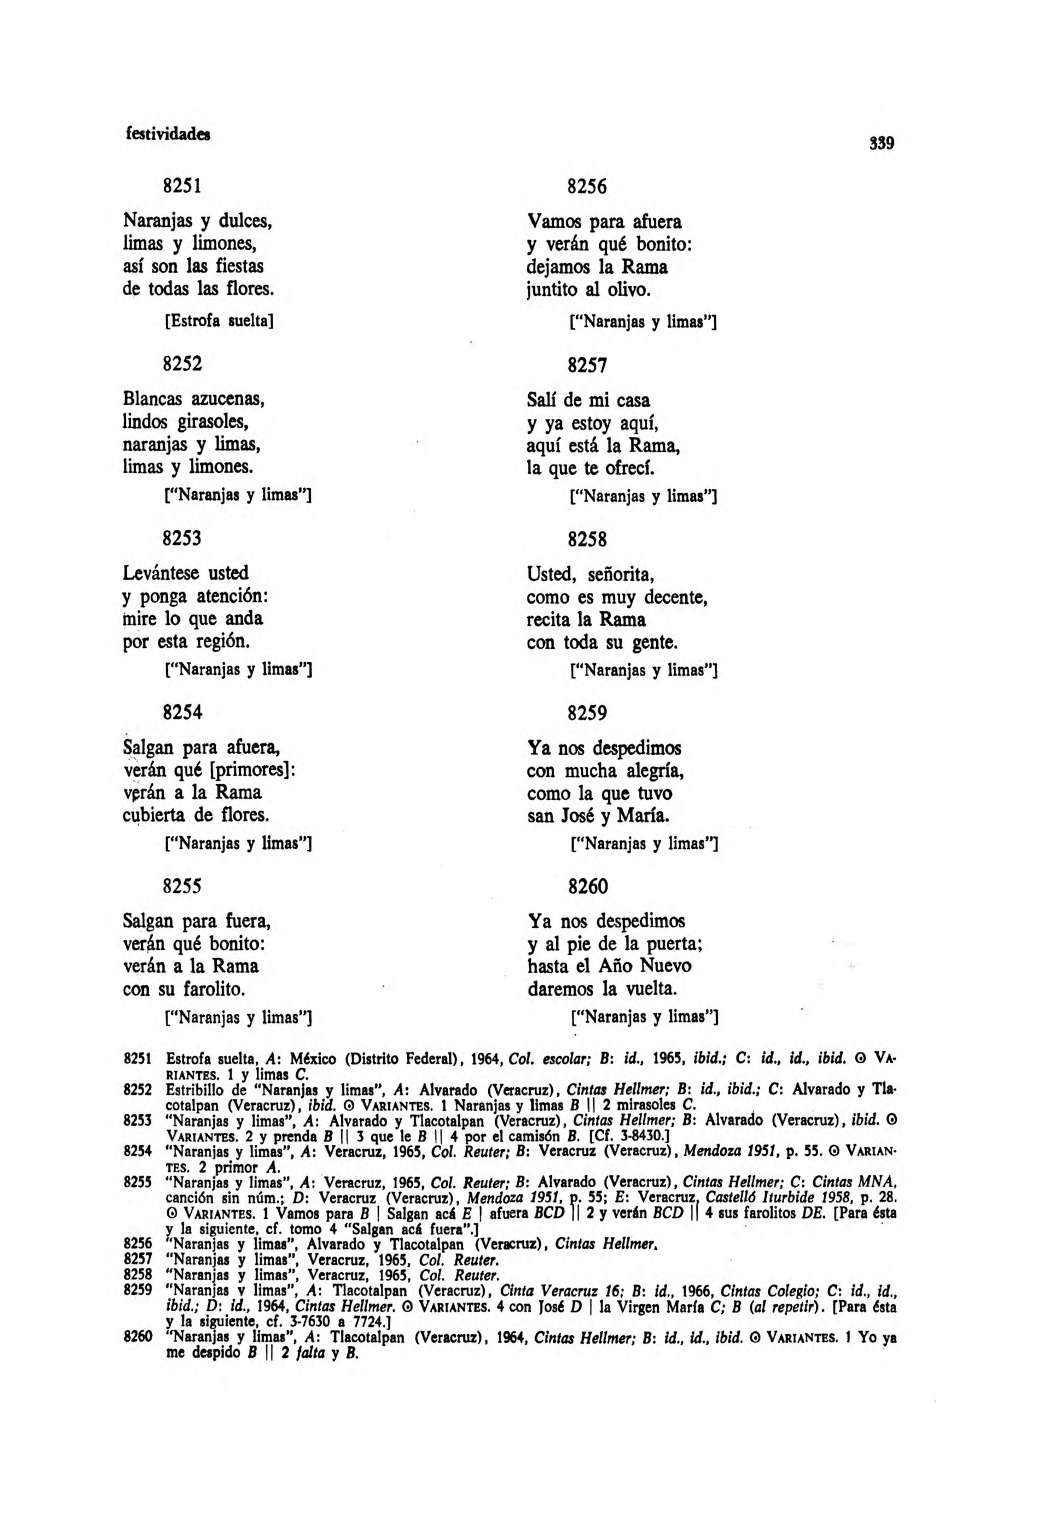 festividades
339
8251
Naranjas y dulces,
limas y limones,
así son las fiestas
de todas las flores.
[Estrofa suelta]
8252
Blancas azucenas,
lindos girasoles,
naranjas y limas,
limas y limones.
["Naranjas y limas"]
8253
Levántese usted
y ponga atención:
mire lo que anda
por esta región.
["Naranjas y limas"]
8254
Salgan para afuera,
verán qué [primores]:
verán a la Rama
cubierta de flores.
["Naranjas y limas"]
8255
Salgan para fuera,
verán qué bonito:
verán a la Rama
con su farolito.
["Naranjas y limas"]
8256
Vamos para afuera
y verán qué bonito:
dejamos la Rama
juntito al olivo.
["Naranjas y limas"]
8257
Salí de mi casa
y ya estoy aquí,
aquí está la Rama,
la que te ofrecí.
["Naranjas y limas"]
8258
Usted, señorita,
como es muy decente,
recita la Rama
con toda su gente.
["Naranjas y limas"]
8259
Ya nos despedimos
con mucha alegría,
como la que tuvo
san José y María.
["Naranjas y limas"]
8260
Ya nos despedimos
y al pie de la puerta;
hasta el Año Nuevo
daremos la vuelta.
["Naranjas y limas"]
8251 Estrofa suelta, A: México (Distrito Federal), 1964, Col. escolar; B: id., 1965, ibid.; C: id., id., ibid. ⊙ VA-
RIANTES. 1 y limas C.
8252 Estribillo de "Naranjas y limas", A: Alvarado (Veracruz), Cintas Hellmer; B: id., ibid.; C: Alvarado y Tla-
cotalpan (Veracruz), ibid. ⊙ VARIANTES. 1 Naranjas y limas B || 2 mirasoles C.
8253 "Naranjas y limas", A: Alvarado y Tlacotalpan (Veracruz), Cintas Hellmer; B: Alvarado (Veracruz), ibid. ⊙
VARIANTES. 2 y prenda B || 3 que le B || 4 por el camisón B. [Cf. 3-8430.]
8254 "Naranjas y limas", A: Veracruz, 1965, Col. Reuter; B: Veracruz (Veracruz), Mendoza 1951, p. 55. ⊙ VARIAN-
TES. 2 primor A.
8255 "Naranjas y limas", A: Veracruz, 1965, Col. Reuter; B: Alvarado (Veracruz), Cintas Hellmer; C: Cintas MNA,
canción sin núm.; D: Veracruz (Veracruz), Mendoza 1951, p. 55; E: Veracruz, Castelló Iturbide 1958, p. 28.
⊙ VARIANTES. 1 Vamos para B | Salgan acá E | afuera BCD || 2 y verán BCD || 4 sus farolitos DE. [Para ésta
y la siguiente, cf. tomo 4 "Salgan acá fuera".]
8256 "Naranjas y limas", Alvarado y Tlacotalpan (Veracruz), Cintas Hellmer.
8257 "Naranjas y limas", Veracruz, 1965, Col. Reuter.
8258 "Naranjas y limas", Veracruz, 1965, Col. Reuter.
8259 "Naranjas y limas", A: Tlacotalpan (Veracruz), Cinta Veracruz 16; B: id., 1966, Cintas Colegio; C: id., id.,
ibid.; D: id., 1964, Cintas Hellmer. ⊙ VARIANTES. 4 con José D | la Virgen María C; B (al repetir). [Para ésta
y la siguiente, cf. 3-7630 a 7724.]
8260 "Naranjas y limas", A: Tlacotalpan (Veracruz), 1964, Cintas Hellmer; B: id., id., ibid. ⊙ VARIANTES. 1 Yo ya
me despido B || 2 falta y B.